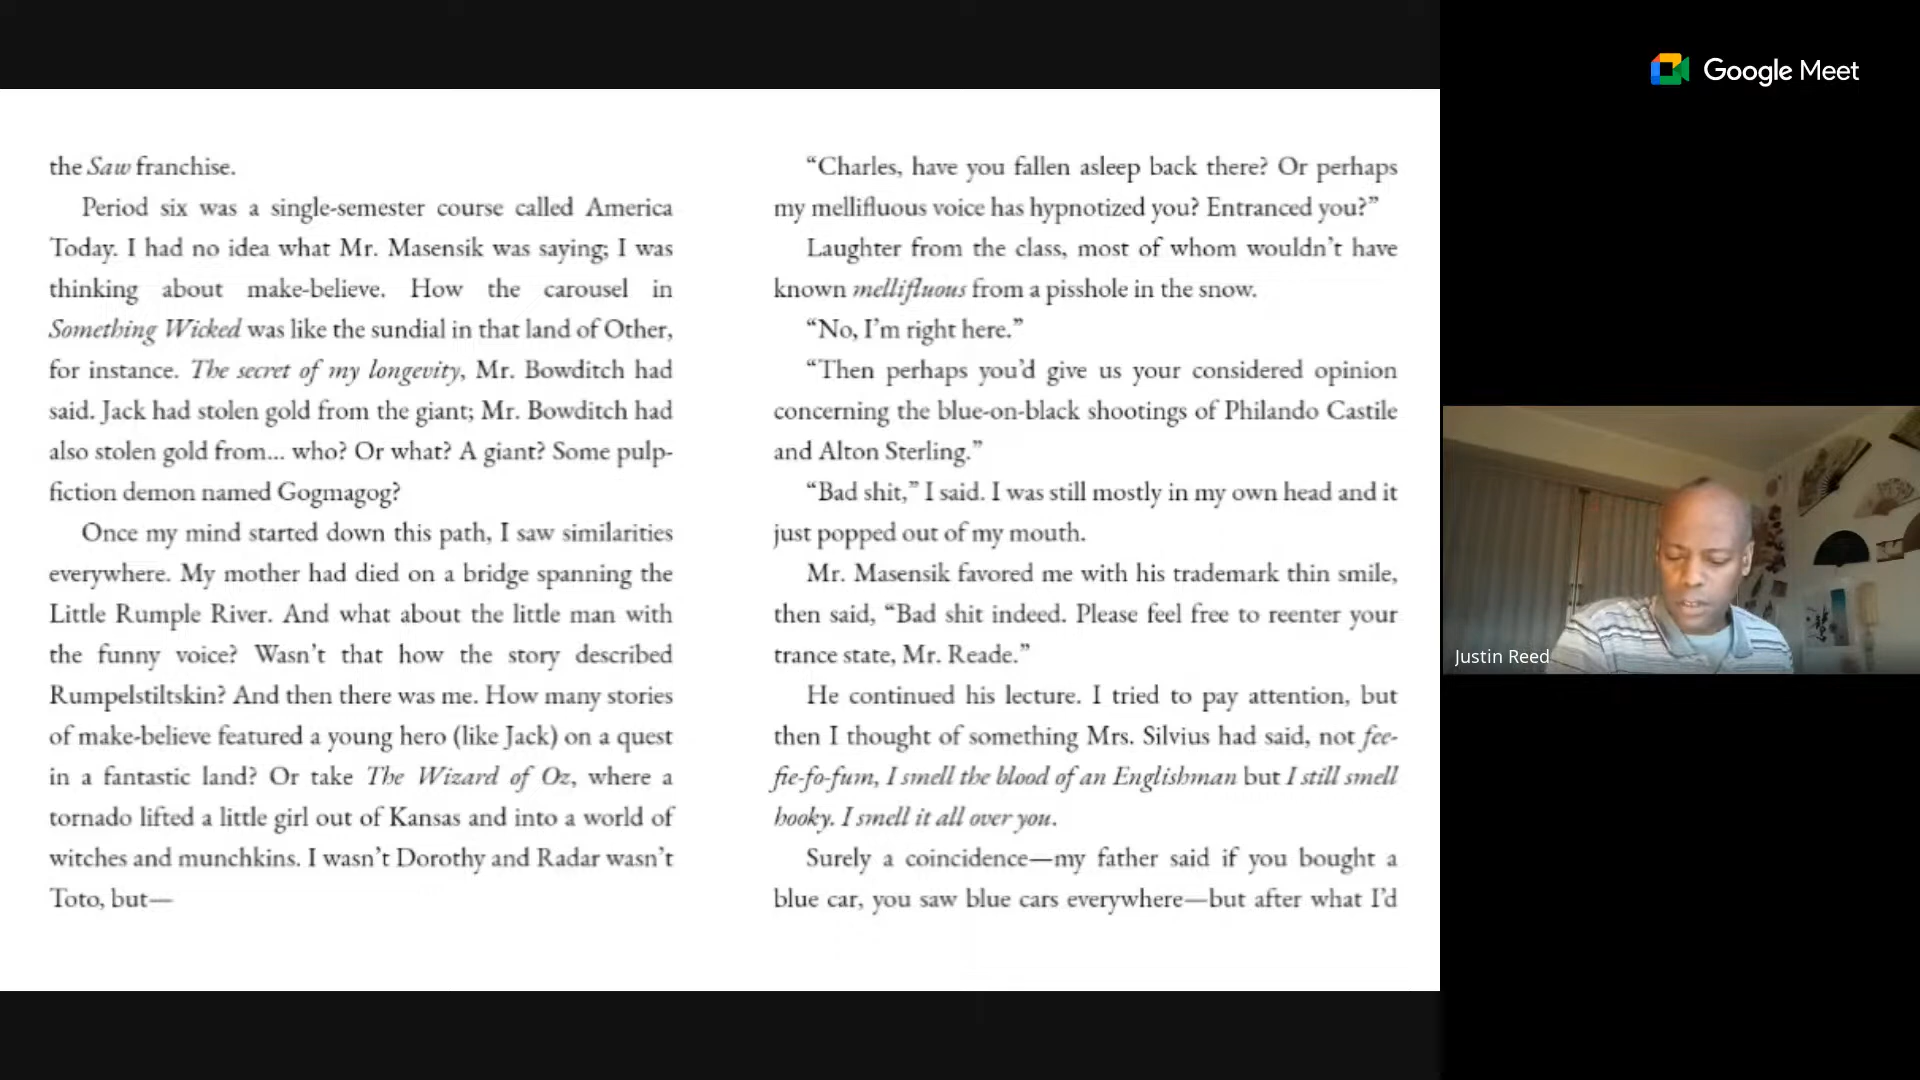 the Saw franchise.
Period six was a single-semester course called America
Today. I had no idea what Mr. Masensik was saying; I was
thinking about make-believe. How the carousel in
Something Wicked was like the sundial in that land of Other,
for instance. The secret of my longevity, Mr. Bowditch had
said. Jack had stolen gold from the giant; Mr. Bowditch had
also stolen gold from... who? Or what? A giant? Some pulp-
fiction demon named Gogmagog?
Once my mind started down this path, I saw similarities
everywhere. My mother had died on a bridge spanning the
Little Rumple River. And what about the little man with
the funny voice? Wasn’t that how the story described
Rumpelstiltskin? And then there was me. How many stories
of make-believe featured a young hero (like Jack) on a quest
in a fantastic land? Or take The Wizard of Oz, where a
tornado lifted a little girl out of Kansas and into a world of
witches and munchkins. I wasn’t Dorothy and Radar wasn’t
Toto, but—
“Charles, have you fallen asleep back there? Or perhaps
my mellifluous voice has hypnotized you? Entranced you?”
Laughter from the class, most of whom wouldn’t have
known mellifluous from a pisshole in the snow.
“No, I’m right here.”
“Then perhaps you’d give us your considered opinion
concerning the blue-on-black shootings of Philando Castile
and Alton Sterling.”
“Bad shit,” I said. I was still mostly in my own head and it
just popped out of my mouth.
Mr. Masensik favored me with his trademark thin smile,
then said, “Bad shit indeed. Please feel free to reenter your
trance state, Mr. Reade.”
He continued his lecture. I tried to pay attention, but
then I thought of something Mrs. Silvius had said, not fee-
fie-fo-fum, I smell the blood of an Englishman but I still smell
hooky. I smell it all over you.
Surely a coincidence—my father said if you bought a
blue car, you saw blue cars everywhere—but after what I’d
Google Meet
Justin Reed